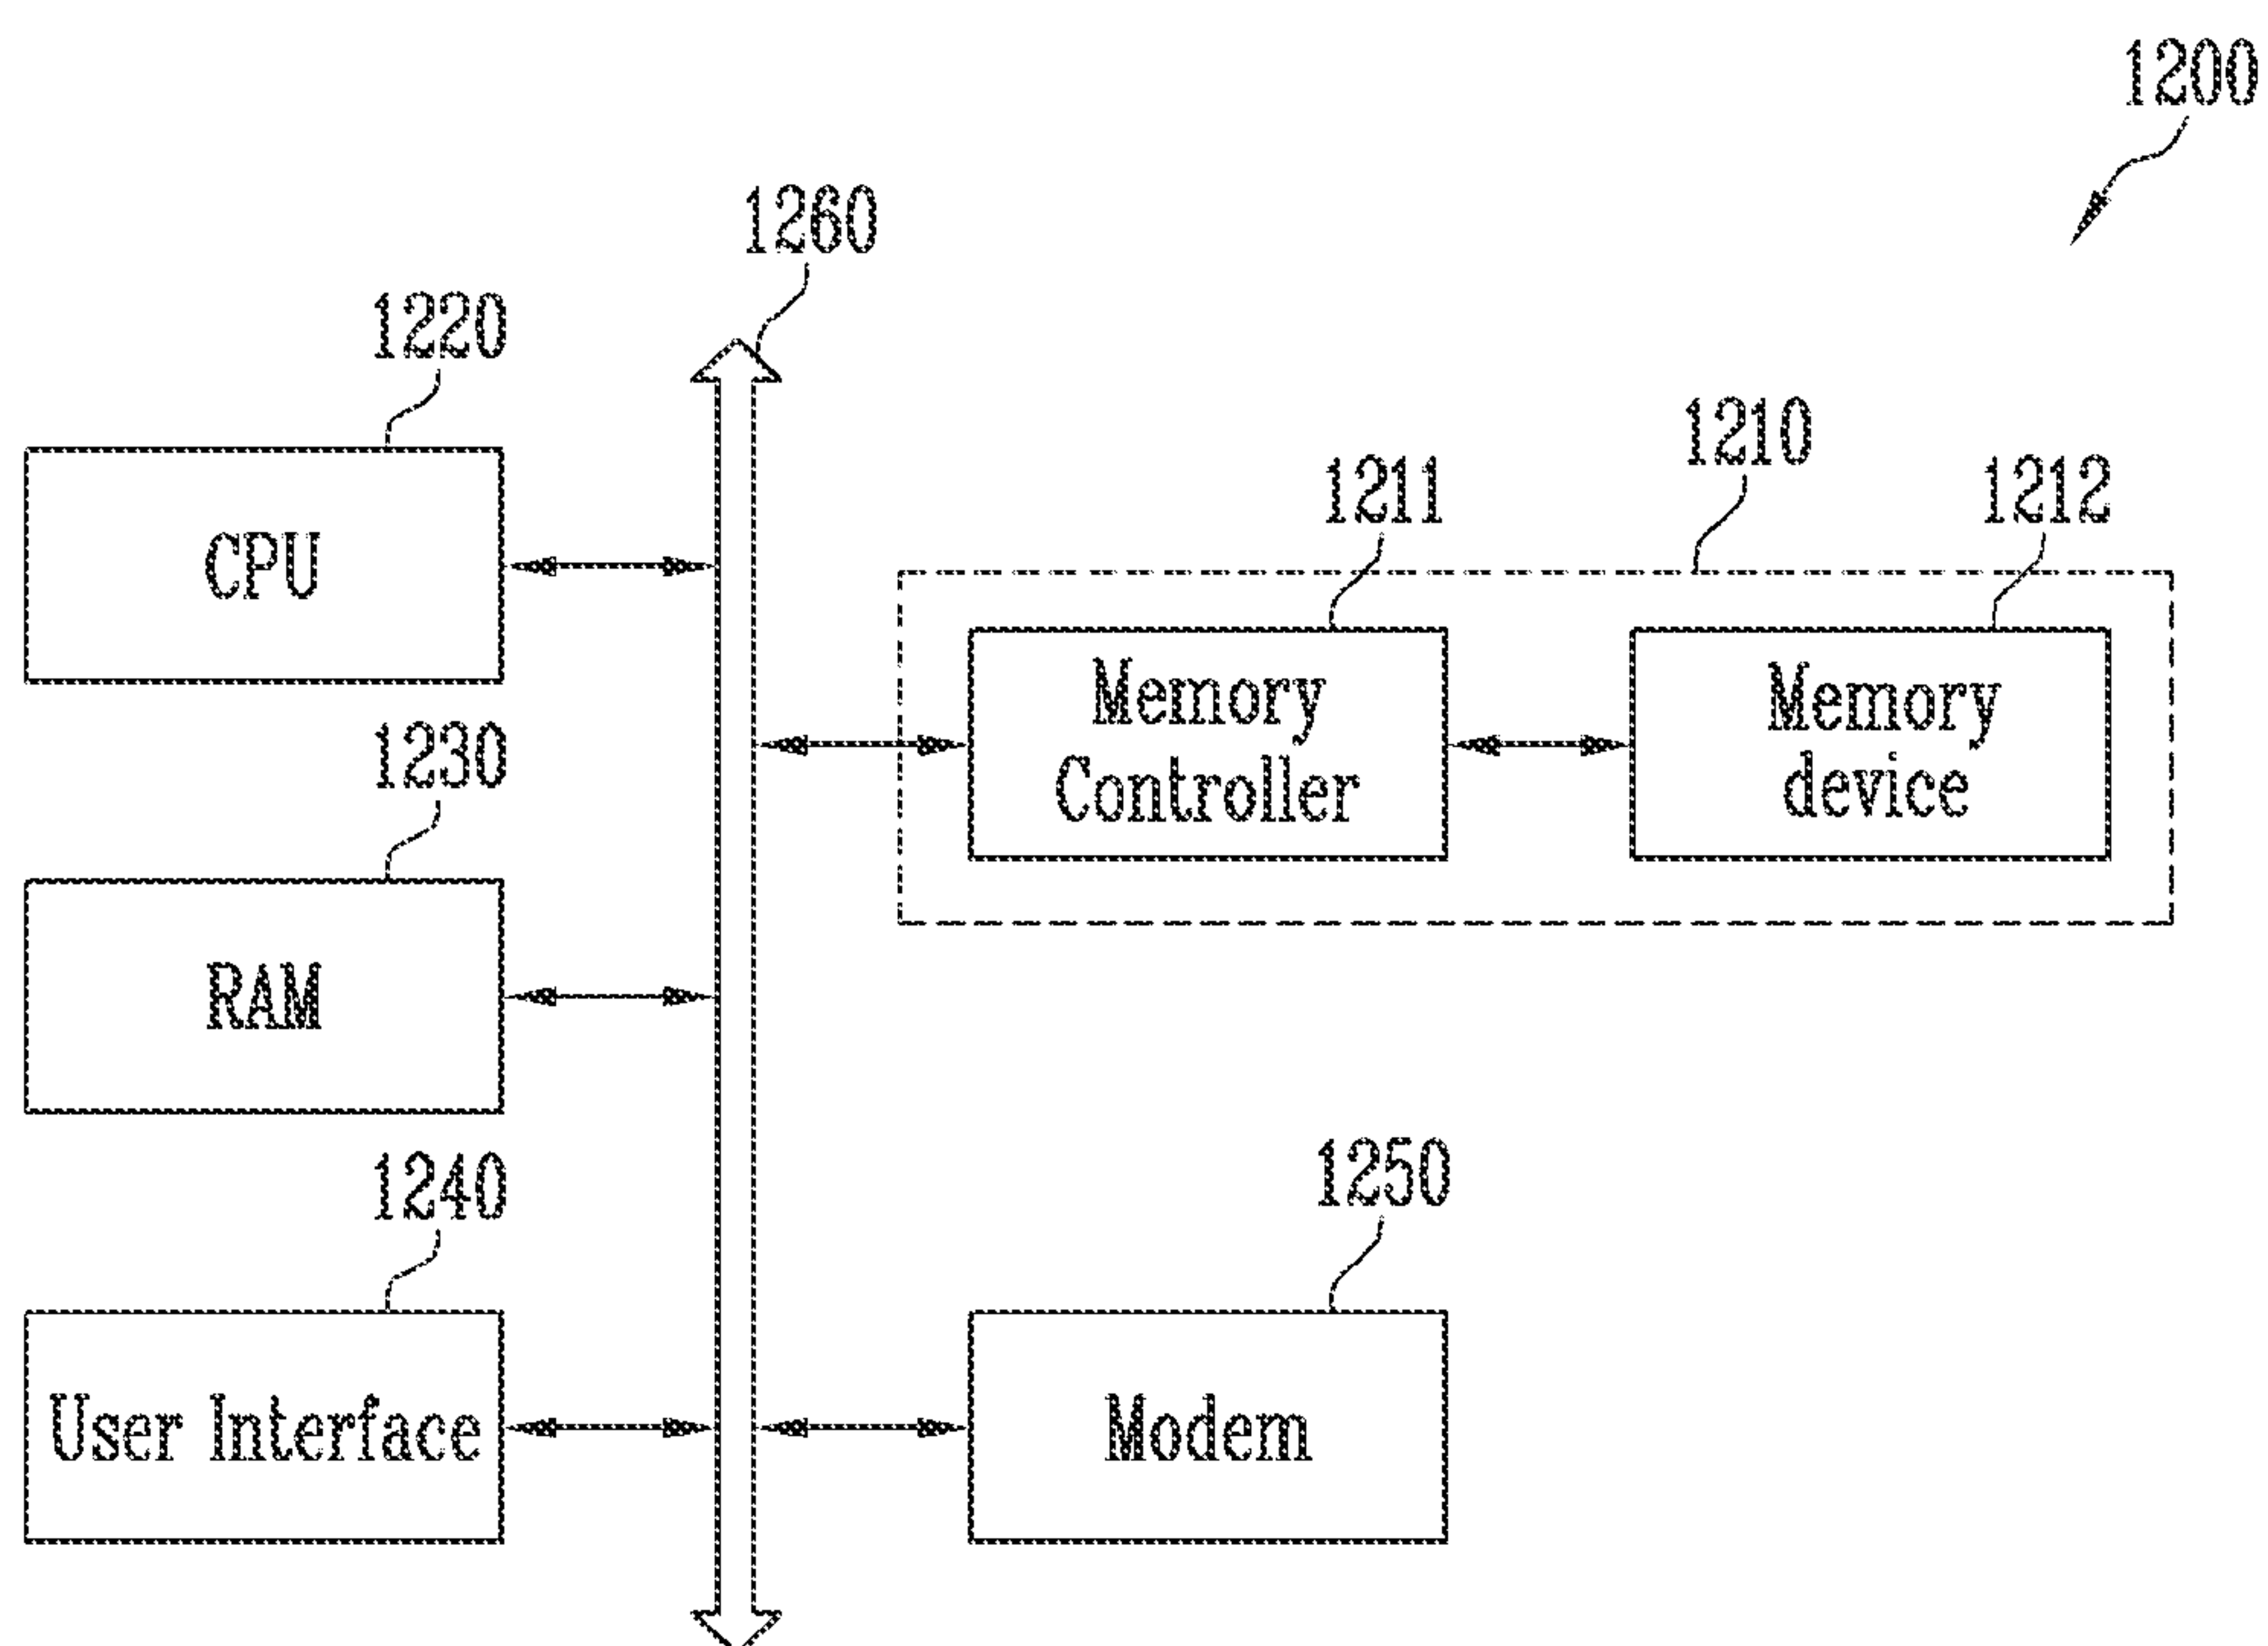 1200
1260
1220
CPU
1210
1211
1212
Memory
Controller
Memory
device
1230
RAM
1240
User Interface
1250
Modem